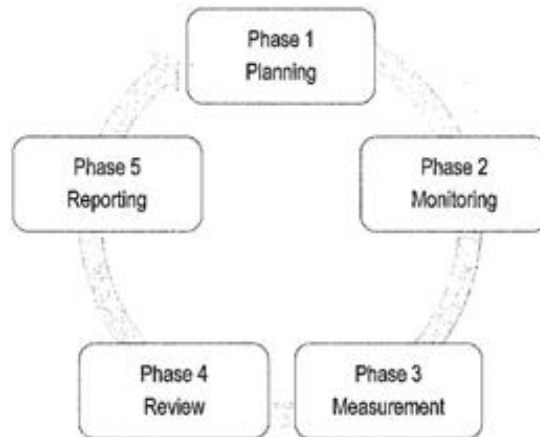 Phase 1
Planning
Phase 2
Monitoring
Phase 3
Measurement
Phase 4
Review
Phase 5
Reporting